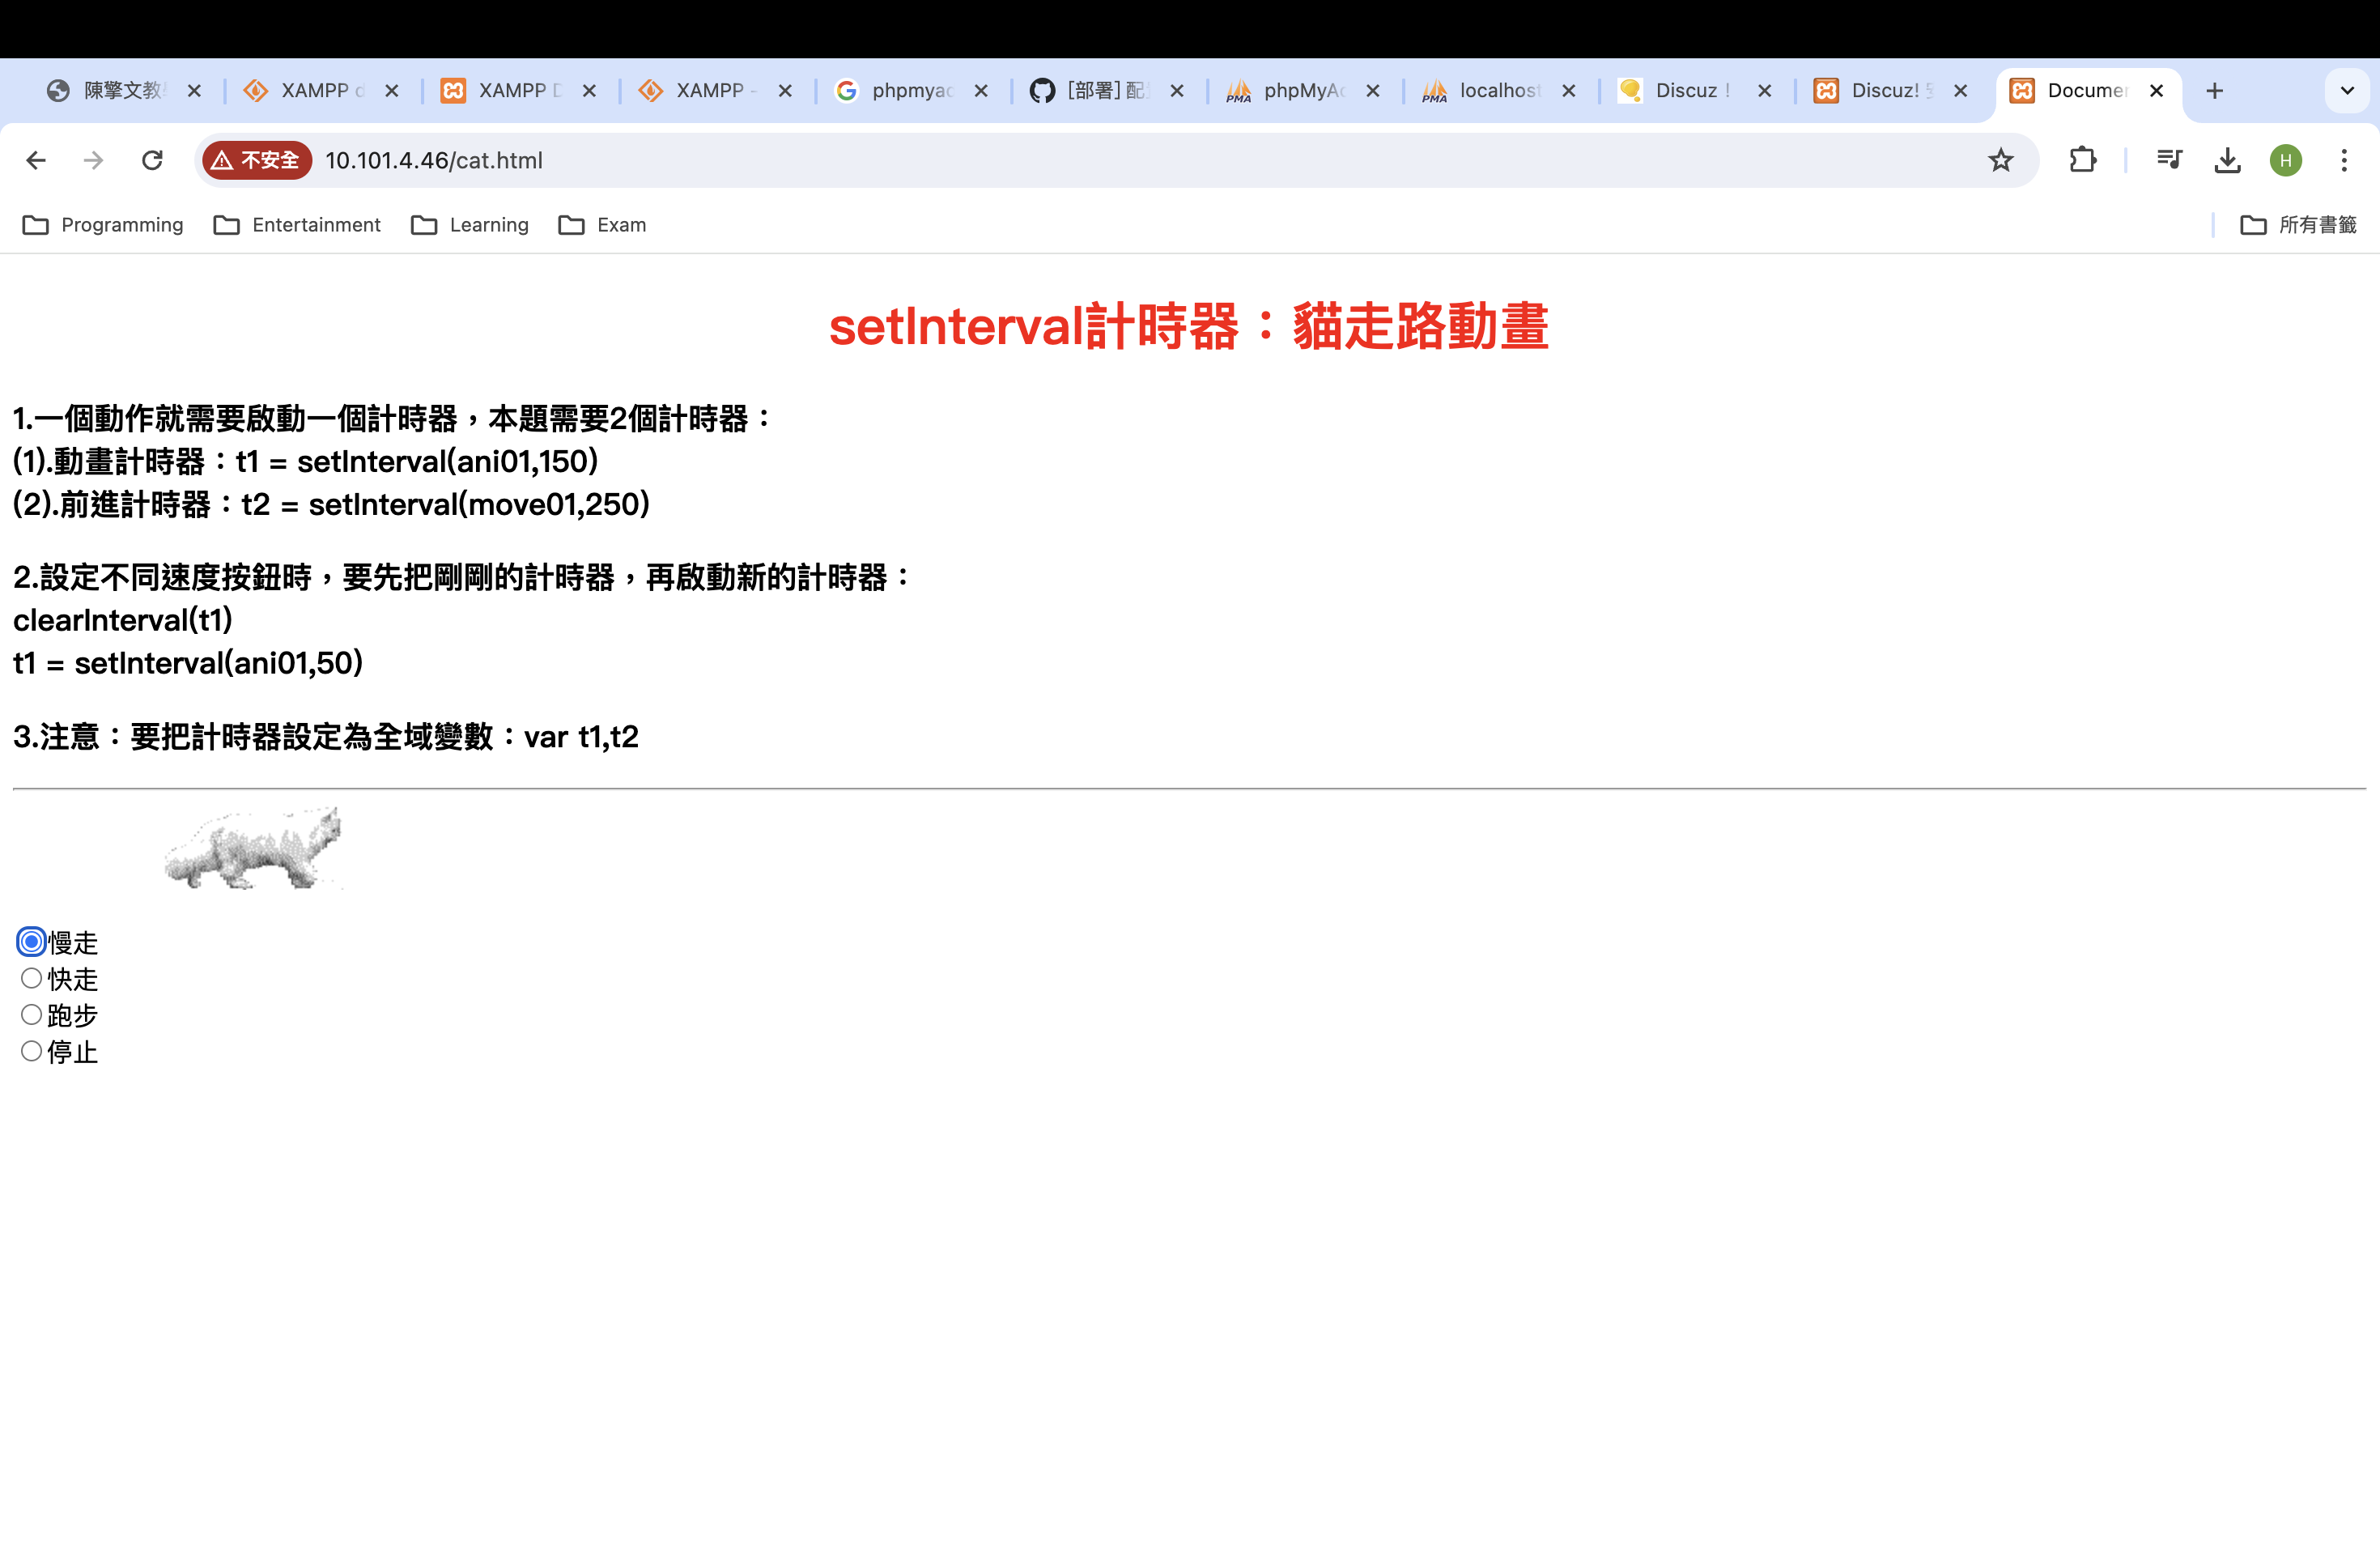 陳擎文教
XAMPP
XAMPP
XAMPP -
phpmyad
[部署] 配
phpMyAd
localhost
Discuz!
Discuz!
Documen
不安全
10.101.4.46/cat.html
H
Programming
Entertainment
Learning
Exam
所有書籤
setInterval計時器：貓走路動畫
1.一個動作就需要啟動一個計時器，本題需要2個計時器：
(1).動畫計時器：t1 = setInterval(ani01,150)
(2).前進計時器：t2 = setInterval(move01,250)
2.設定不同速度按鈕時，要先把剛剛的計時器，再啟動新的計時器：
clearInterval(t1)
t1 = setInterval(ani01,50)
3.注意：要把計時器設定為全域變數：var t1,t2
慢走
快走
跑步
停止